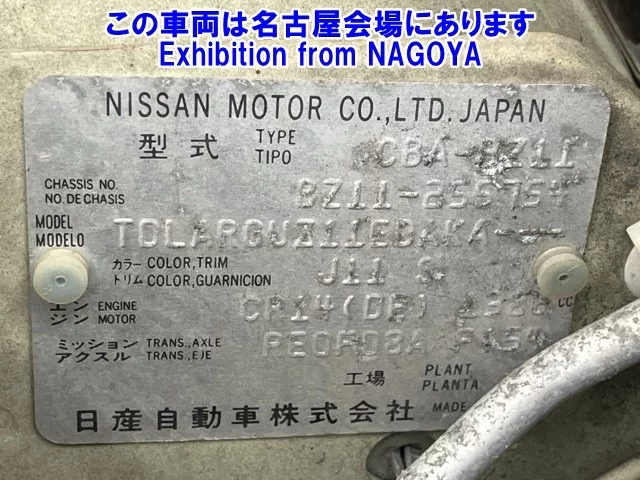 この車両は名古屋会場にあります
Exhibition from NAGOYA
NISSAN MOTOR CO.,LTD. JAPAN
型式 TYPE TIPO CBA-BZ11
CHASSIS NO. NO. DE CHASIS
MODEL MODELO
カラー COLOR, TRIM J11 S
トリム COLOR, GUARNICION
エンジン ENGINE MOTOR CR14(DE) CC
ミッション TRANS., AXLE
アクスル TRANS., EJE
工場 PLANT PLANTA
日産自動車株式会社 MADE